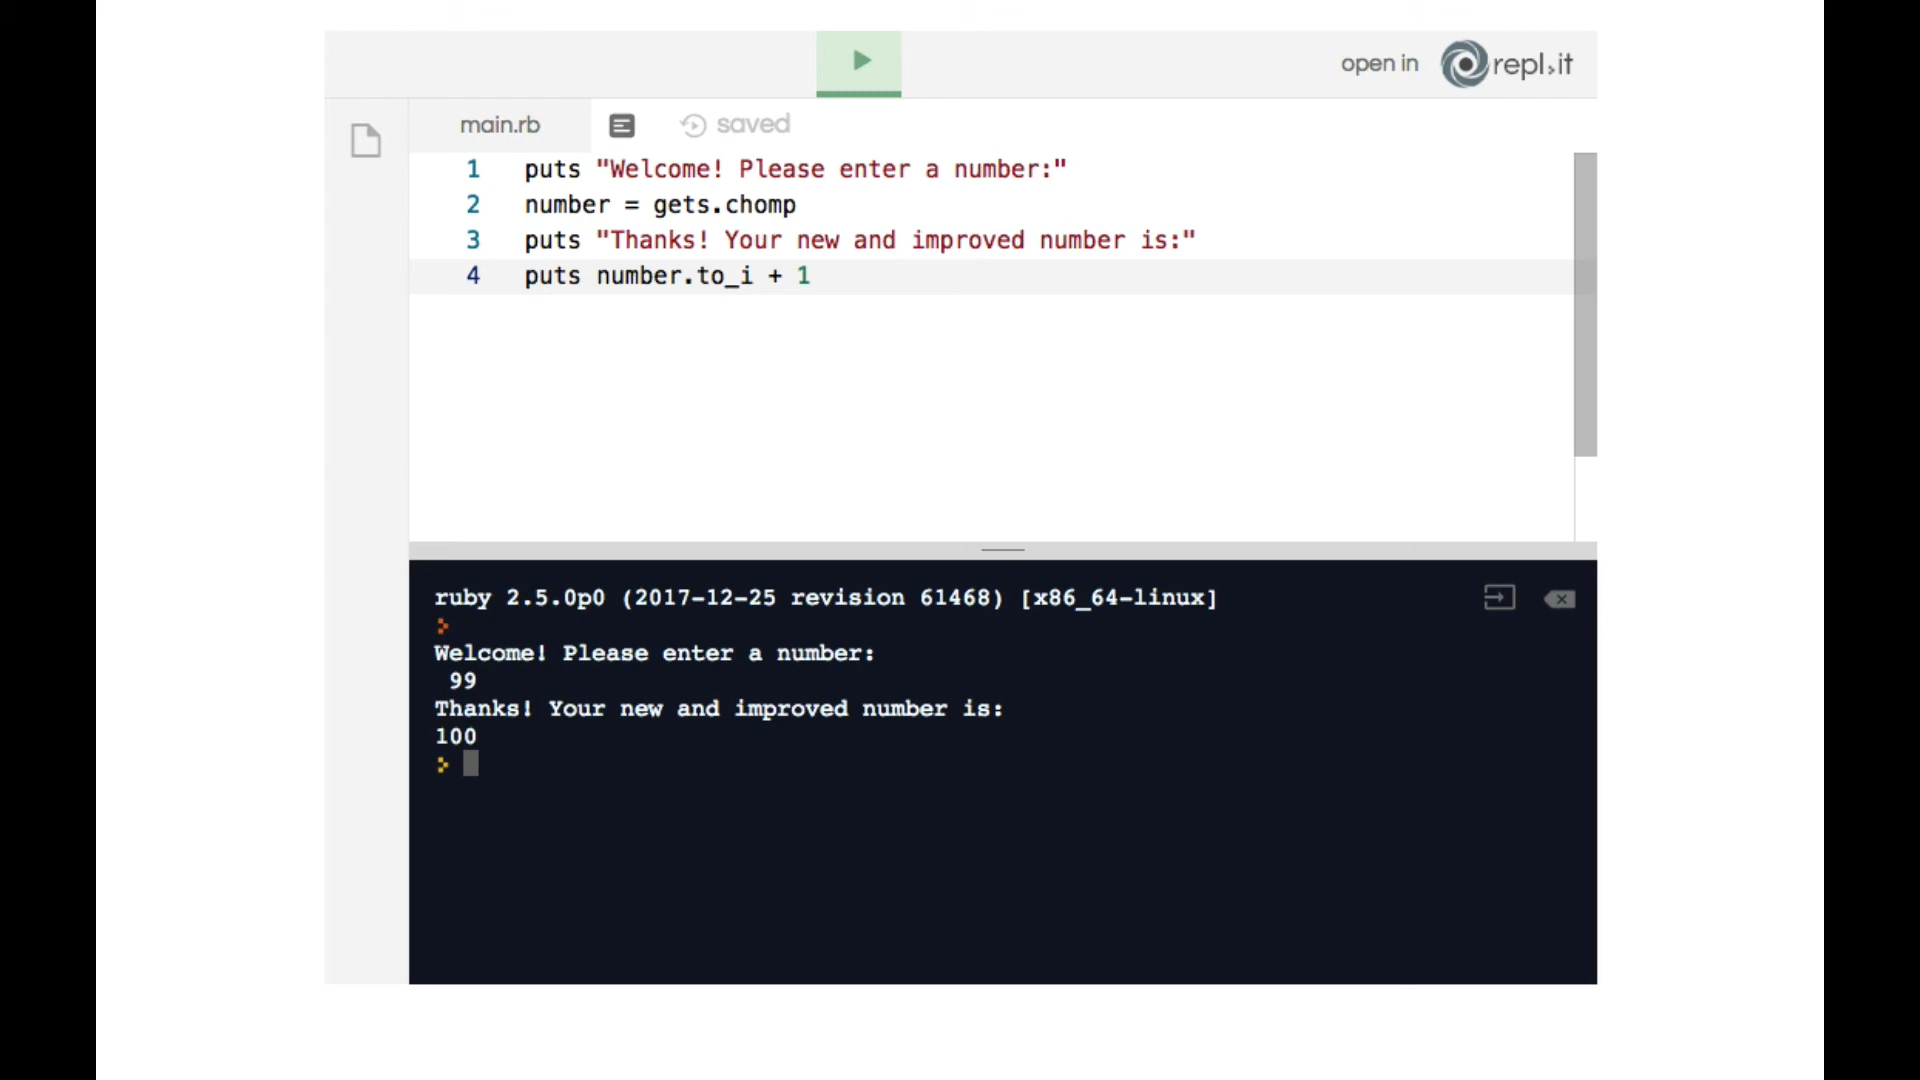 open in repl.it
main.rb saved
1 puts "Welcome! Please enter a number:"
2 number = gets.chomp
3 puts "Thanks! Your new and improved number is:"
4 puts number.to_i + 1
ruby 2.5.0p0 (2017-12-25 revision 61468) [x86_64-linux]
>
Welcome! Please enter a number:
 99
Thanks! Your new and improved number is:
100
>